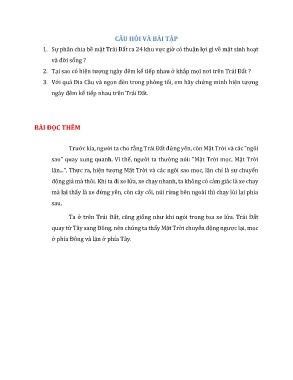 CÂU HỎI VÀ BÀI TẬP
1. Sự phân chia bề mặt Trái Đất ra 24 khu vực giờ có thuận lợi gì về mặt sinh hoạt
và đời sống ?
2. Tại sao có hiện tượng ngày đêm kế tiếp nhau ở khắp mọi nơi trên Trái Đất ?
3. Với quả Địa Cầu và ngọn đèn trong phòng tối, em hãy chứng minh hiện tượng
ngày đêm kế tiếp nhau trên Trái Đất.
BÀI ĐỌC THÊM
Trước kia, người ta cho rằng Trái Đất đứng yên, còn Mặt Trời và các "ngôi
sao" quay xung quanh. Vì thế, người ta thường nói: "Mặt Trời mọc, Mặt Trời
lặn...". Thực ra, hiện tượng Mặt Trời và các ngôi sao mọc, lặn chỉ là sự chuyển
động giả mà thôi. Khi ta đi xe lửa, xe chạy nhanh, ta không có cảm giác là xe chạy
mà lại thấy là xe đứng yên, còn cây cối, núi rừng bên ngoài thì chạy lùi lại phía
sau.
Ta ở trên Trái Đất, cũng giống như khi ngồi trong toa xe lửa. Trái Đất
quay từ Tây sang Đông, nên chúng ta thấy Mặt Trời chuyển động ngược lại, mọc
ở phía Đông và lặn ở phía Tây.